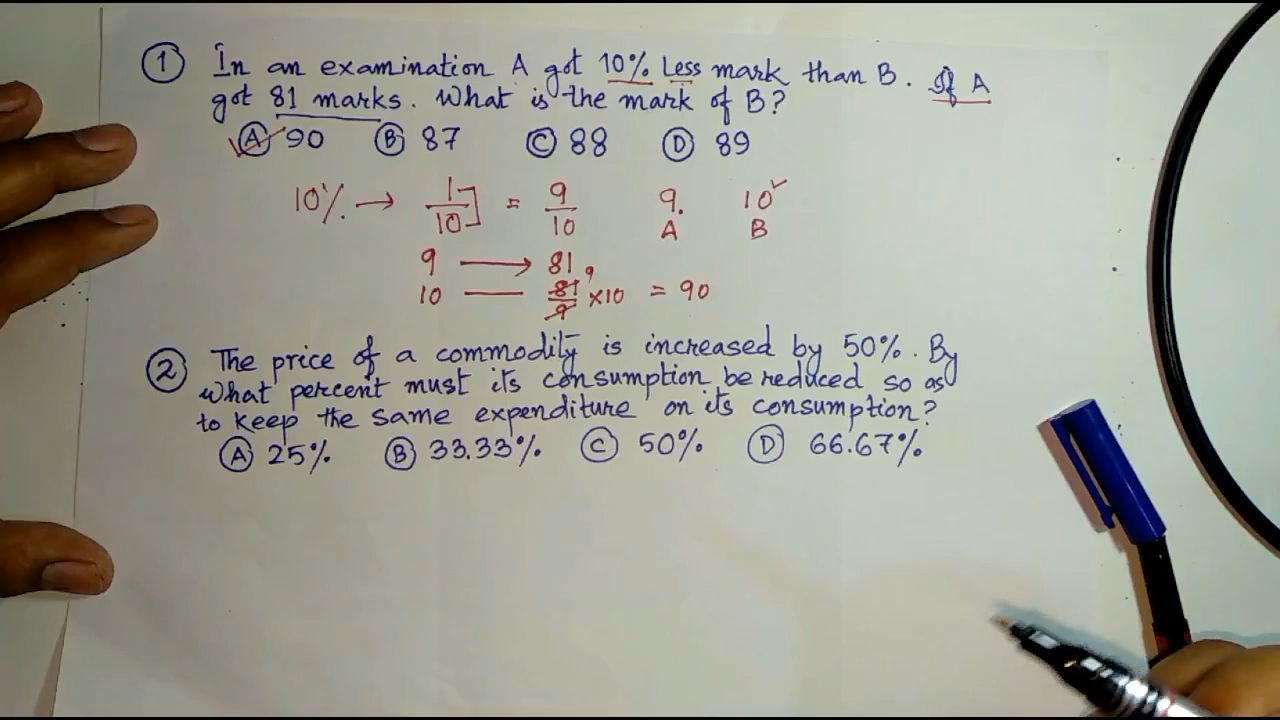 ① In an examination A got 10% Less mark than B. If A
got 81 marks. What is the mark of B?
Ⓐ 90 Ⓑ 87 Ⓒ 88 Ⓓ 89
10% → 1/10 = 9/10 9. 10
A B
9 → 81
10 — 81/9 9 ×10 = 90
② The price of a commodity is increased by 50%. By
what percent must its consumption be reduced so as
to keep the same expenditure on its consumption?
Ⓐ 25% Ⓑ 33.33% Ⓒ 50% Ⓓ 66.67%